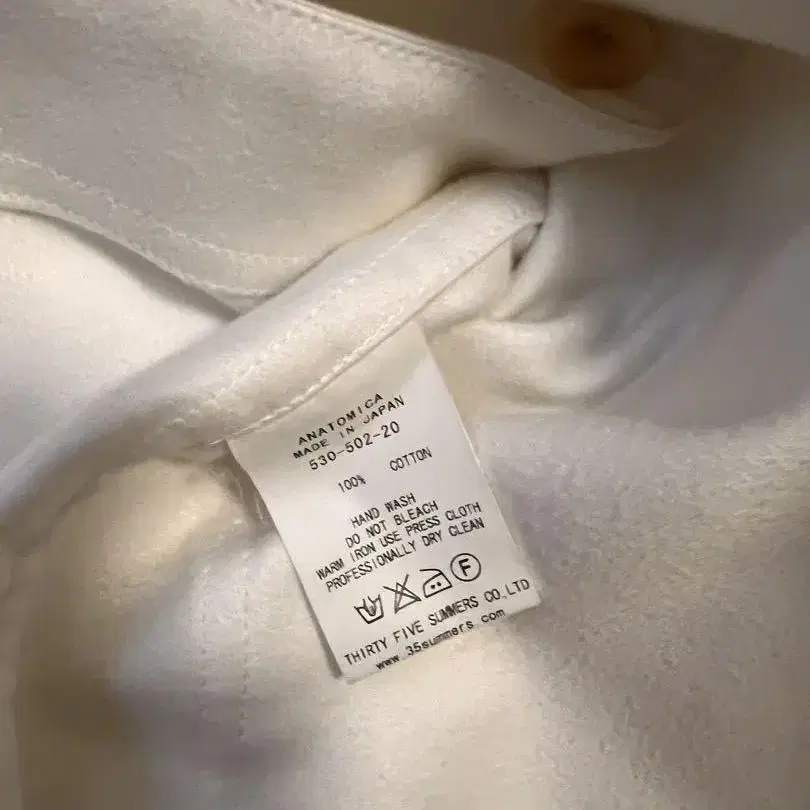 ANATOMICA
MADE IN JAPAN
530-502-20
100% COTTON
HAND WASH
DO NOT BLEACH
WARM IRON USE PRESS CLOTH
PROFESSIONALLY DRY CLEAN
F
THIRTY FIVE SUMMERS CO.,LTD
www.35summers.com